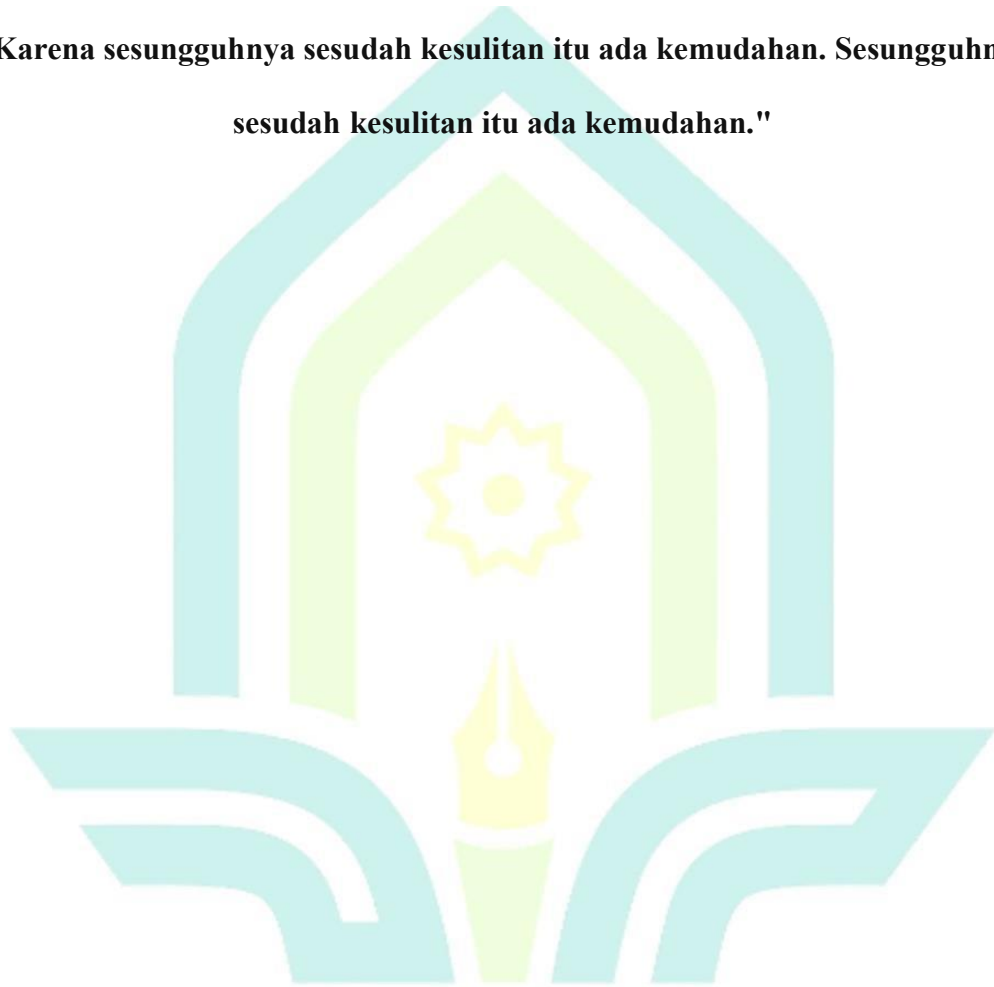 Karena sesungguhnya sesudah kesulitan itu ada kemudahan. Sesungguhn
sesudah kesulitan itu ada kemudahan."